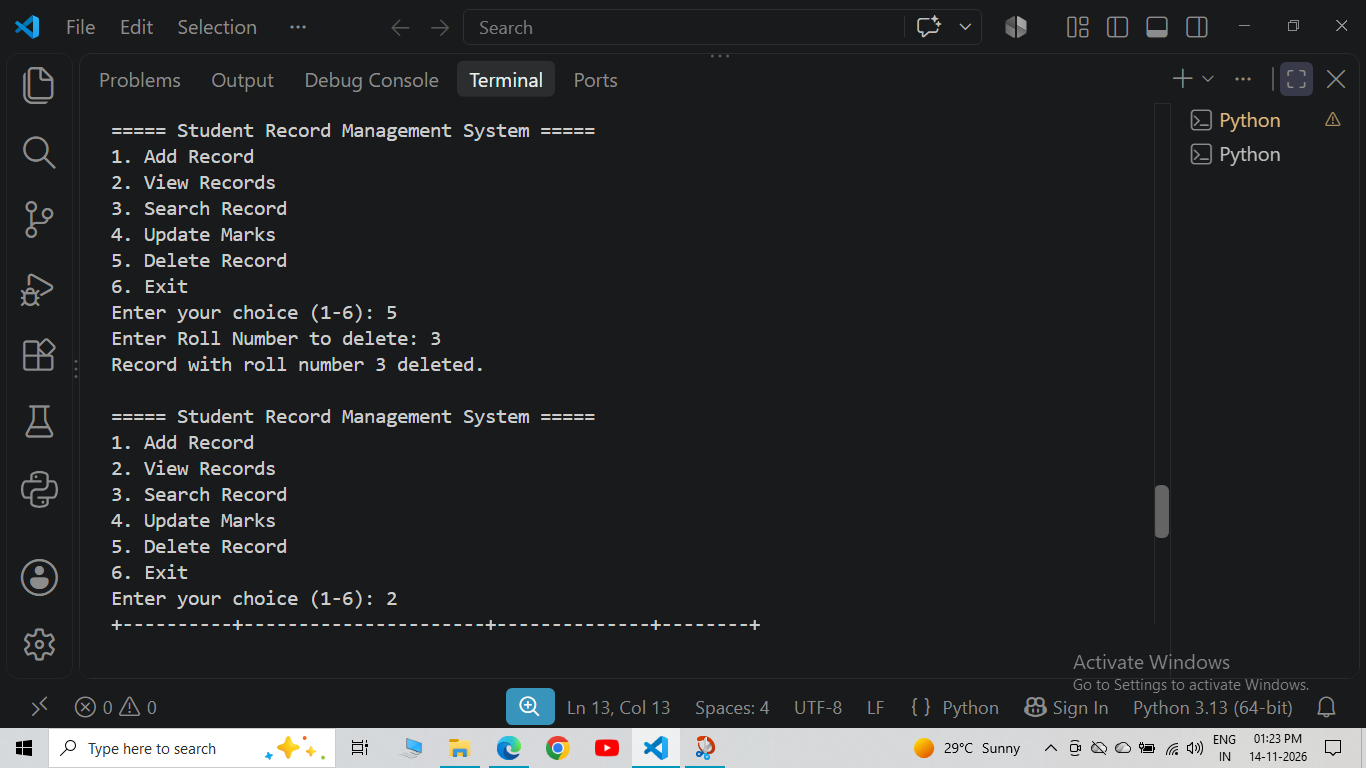 File Edit Selection ··· Search
Problems Output Debug Console Terminal Ports
===== Student Record Management System =====
1. Add Record
2. View Records
3. Search Record
4. Update Marks
5. Delete Record
6. Exit
Enter your choice (1-6): 5
Enter Roll Number to delete: 3
Record with roll number 3 deleted.
===== Student Record Management System =====
1. Add Record
2. View Records
3. Search Record
4. Update Marks
5. Delete Record
6. Exit
Enter your choice (1-6): 2
+----------+----------------------+--------------+--------+
Python
Python
Activate Windows
Go to Settings to activate Windows.
0 0 Ln 13, Col 13 Spaces: 4 UTF-8 LF { } Python Sign In Python 3.13 (64-bit)
Type here to search 29°C Sunny ENG 01:23 PM
IN 14-11-2026